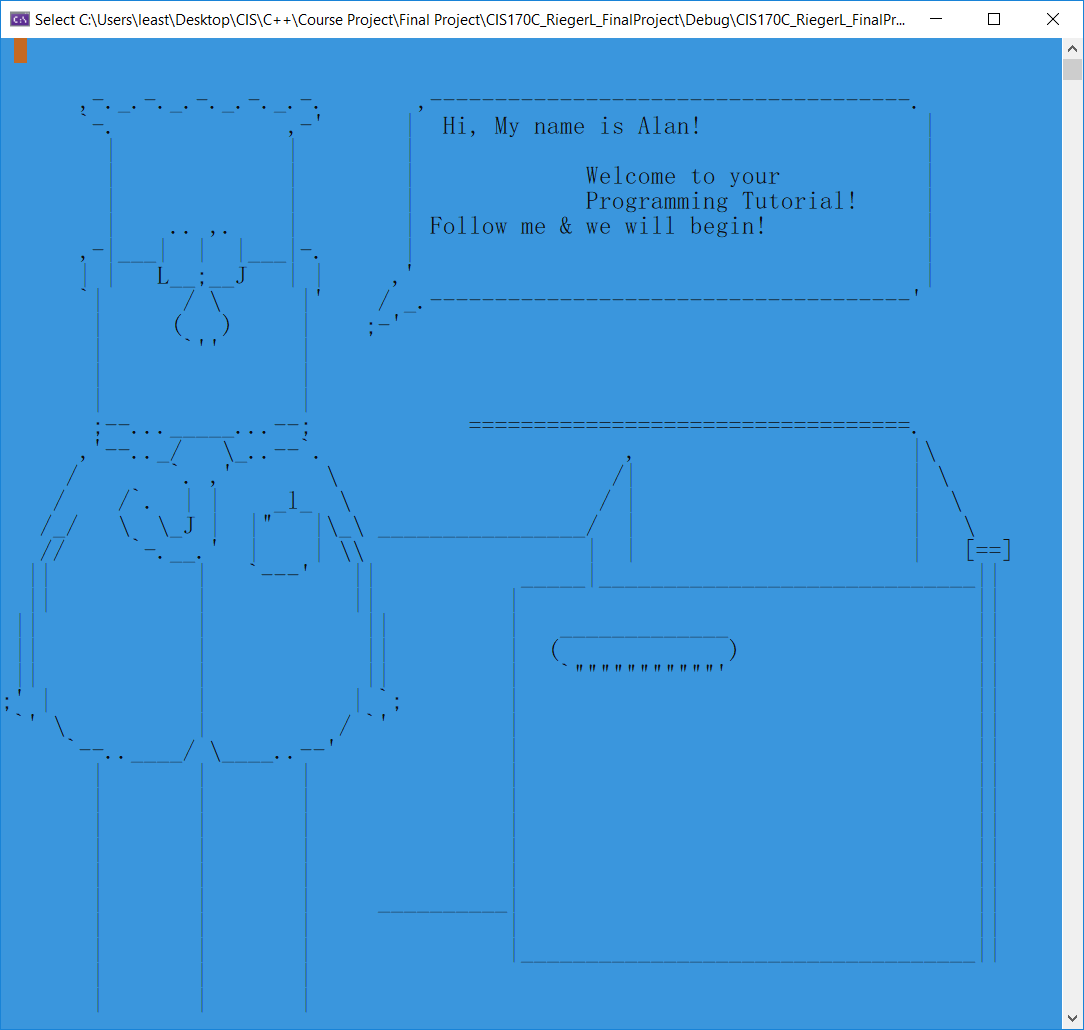 Select C:\Users\least\Desktop\CIS\C++\Course Project\Final Project\CIS170C_RiegerL_FinalProject\Debug\CIS170C_RiegerL_FinalPr...
Hi, My name is Alan!
Welcome to your
Programming Tutorial!
Follow me & we will begin!